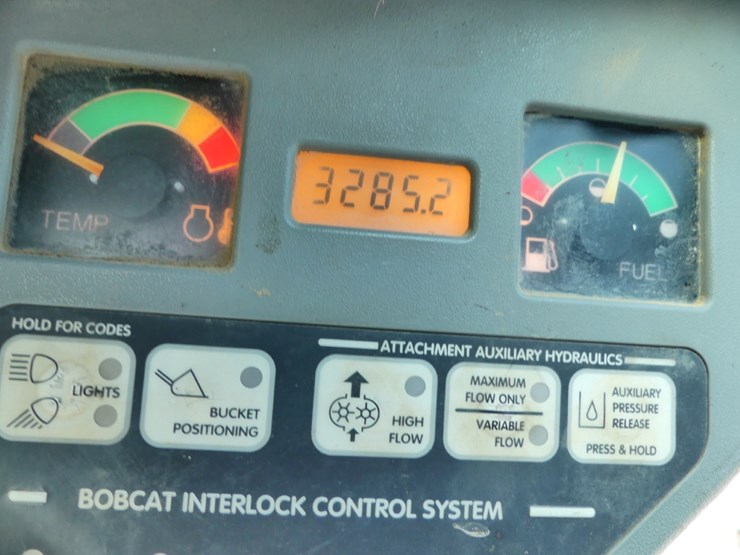 3285.2
TEMP
FUEL
HOLD FOR CODES
ATTACHMENT AUXILIARY HYDRAULICS
LIGHTS
BUCKET
POSITIONING
HIGH
FLOW
MAXIMUM
FLOW ONLY
VARIABLE
FLOW
AUXILIARY
PRESSURE
RELEASE
PRESS & HOLD
BOBCAT INTERLOCK CONTROL SYSTEM